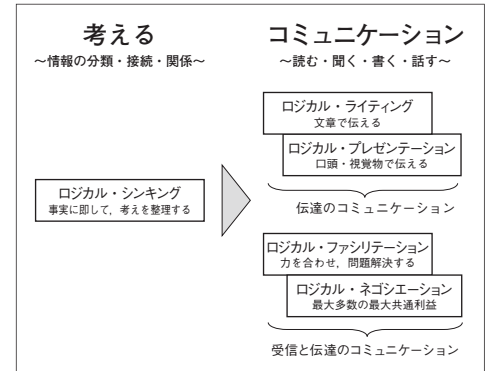 考える
～情報の分類・接続・関係～
ロジカル・シンキング
事実に即して，考えを整理する
コミュニケーション
～読む・聞く・書く・話す～
ロジカル・ライティング
文章で伝える
ロジカル・プレゼンテーション
口頭・視覚物で伝える
伝達のコミュニケーション
ロジカル・ファシリテーション
力を合わせ，問題解決する
ロジカル・ネゴシエーション
最大多数の最大共通利益
受信と伝達のコミュニケーション